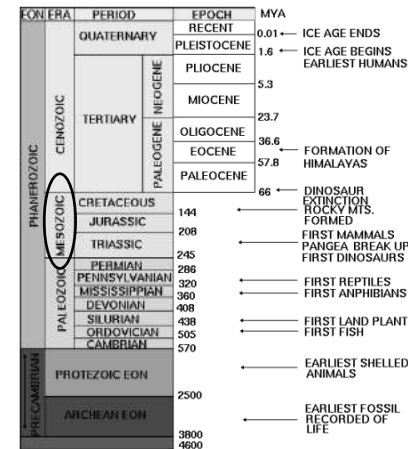 EON ERA PERIOD EPOCH MYA
QUATERNARY
RECENT
0.01 ICE AGE ENDS
PLEISTOCENE
1.6 ICE AGE BEGINS
EARLIEST HUMANS
PHANEROZOIC
CENOZOIC
TERTIARY
NEOGENE
PLIOCENE
5.3
MIOCENE
23.7
PALEOGENE
OLIGOCENE
36.6
EOCENE
FORMATION OF
HIMALAYAS
57.8
PALEOCENE
66 DINOSAUR
EXTINCTION
MESOZOIC
CRETACEOUS
144 ROCKY MTS.
FORMED
JURASSIC
208
TRIASSIC
FIRST MAMMALS
PANGEA BREAK UP
FIRST DINOSAURS
245
PALEOZOIC
PERMIAN
286
PENNSYLVANIAN
320 FIRST REPTILES
MISSISSIPPIAN
360 FIRST ANPHIBIANS
DEVONIAN
408
SILURIAN
438 FIRST LAND PLANT
ORDOVICIAN
505 FIRST FISH
CAMBRIAN
570
PRECAMBRIAN
PROTEZOIC EON
EARLIEST SHELLED
ANIMALS
2500
ARCHEAN EON
EARLIEST FOSSIL
RECORDED OF
LIFE
3800
4600